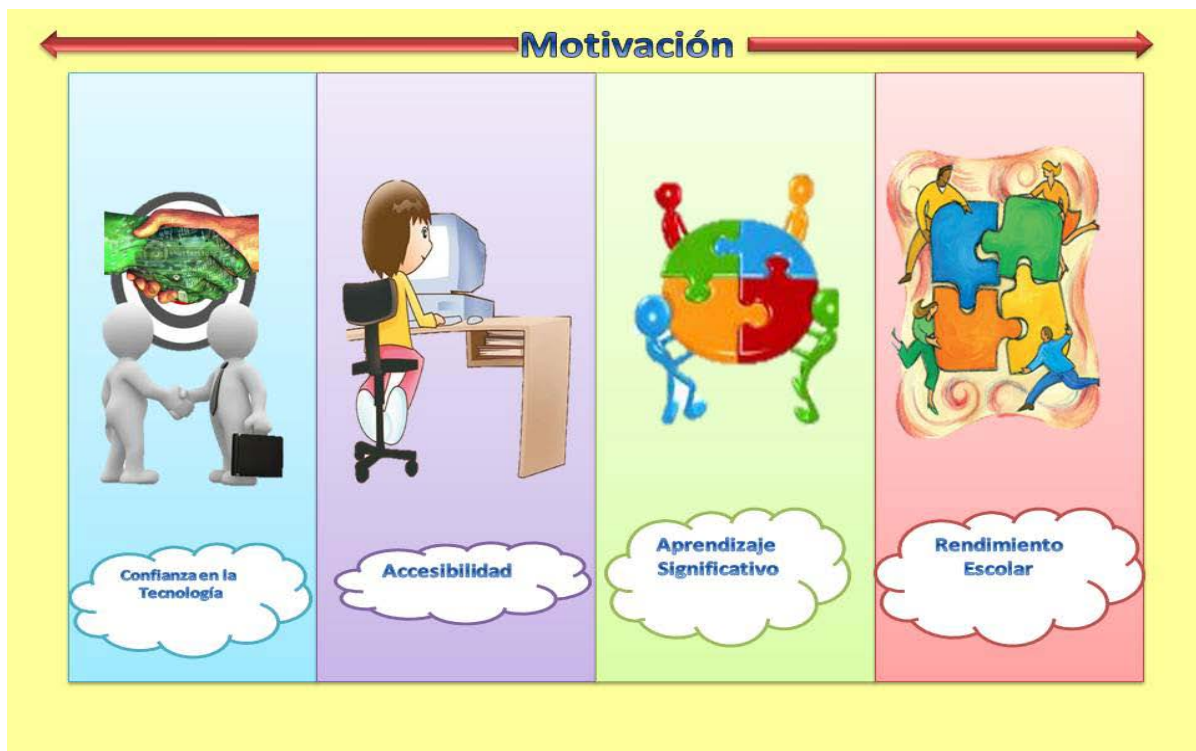 Motivación
Confianza en la
Tecnología
Accesibilidad
Aprendizaje
Significativo
Rendimiento
Escolar